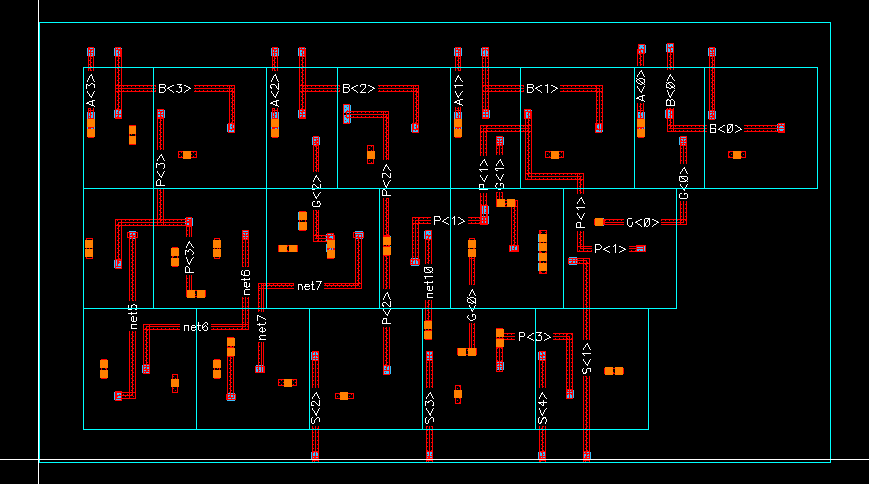 A<3>
B<3>
A<2>
B<2>
A<1>
B<1>
A<0>
B<0>
B<0>
P<3>
G<2>
P<2>
P<1>
G<1>
G<0>
P<1>
P<1>
G<0>
P<1>
P<3>
net6
net7
net10
G<0>
P<2>
net5
net6
net7
P<3>
S<1>
S<2>
S<3>
S<4>